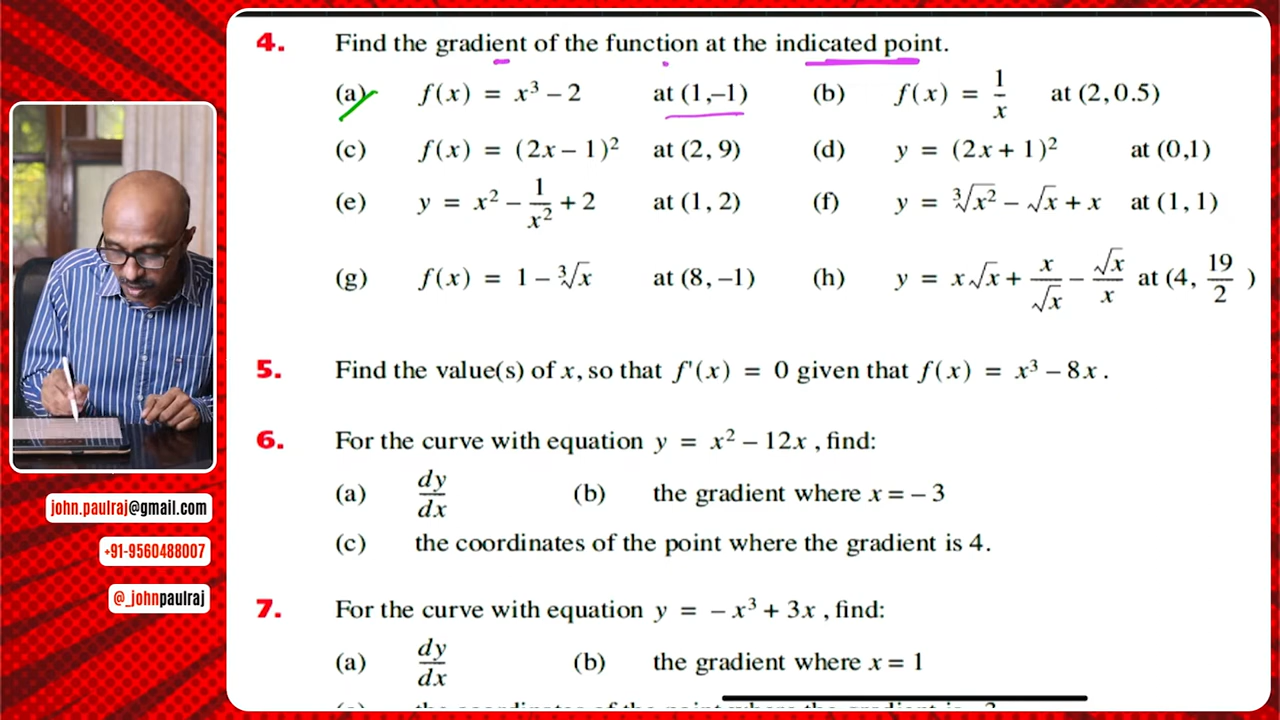 4. Find the gradient of the function at the indicated point.
(a) f(x) = x³ – 2 at (1,–1) (b) f(x) = 1/x at (2, 0.5)
(c) f(x) = (2x – 1)² at (2, 9) (d) y = (2x + 1)² at (0,1)
(e) y = x² – 1/x² + 2 at (1, 2) (f) y = ∛x² – √x + x at (1, 1)
(g) f(x) = 1 – ∛x at (8, –1) (h) y = x√x + x/√x – √x/x at (4, 19/2)
5. Find the value(s) of x, so that f'(x) = 0 given that f(x) = x³ – 8x.
6. For the curve with equation y = x² – 12x, find:
(a) dy/dx (b) the gradient where x = – 3
(c) the coordinates of the point where the gradient is 4.
7. For the curve with equation y = – x³ + 3x, find:
(a) dy/dx (b) the gradient where x = 1
john.paulraj@gmail.com
+91-9560488007
@_johnpaulraj